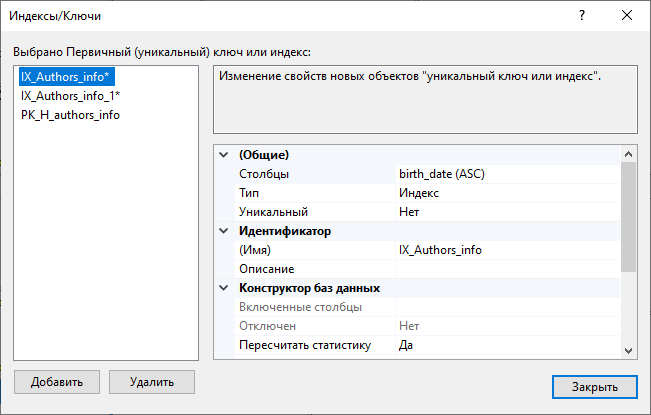 Индексы/Ключи
?
Выбрано Первичный (уникальный) ключ или индекс:
IX_Authors_info*
IX_Authors_info_1*
PK_H_authors_info
Изменение свойств новых объектов "уникальный ключ или индекс".
(Общие)
Столбцы birth_date (ASC)
Тип Индекс
Уникальный Нет
Идентификатор
(Имя) IX_Authors_info
Описание
Конструктор баз данных
Включенные столбцы
Отключен Нет
Пересчитать статистику Да
Добавить Удалить
Закрыть